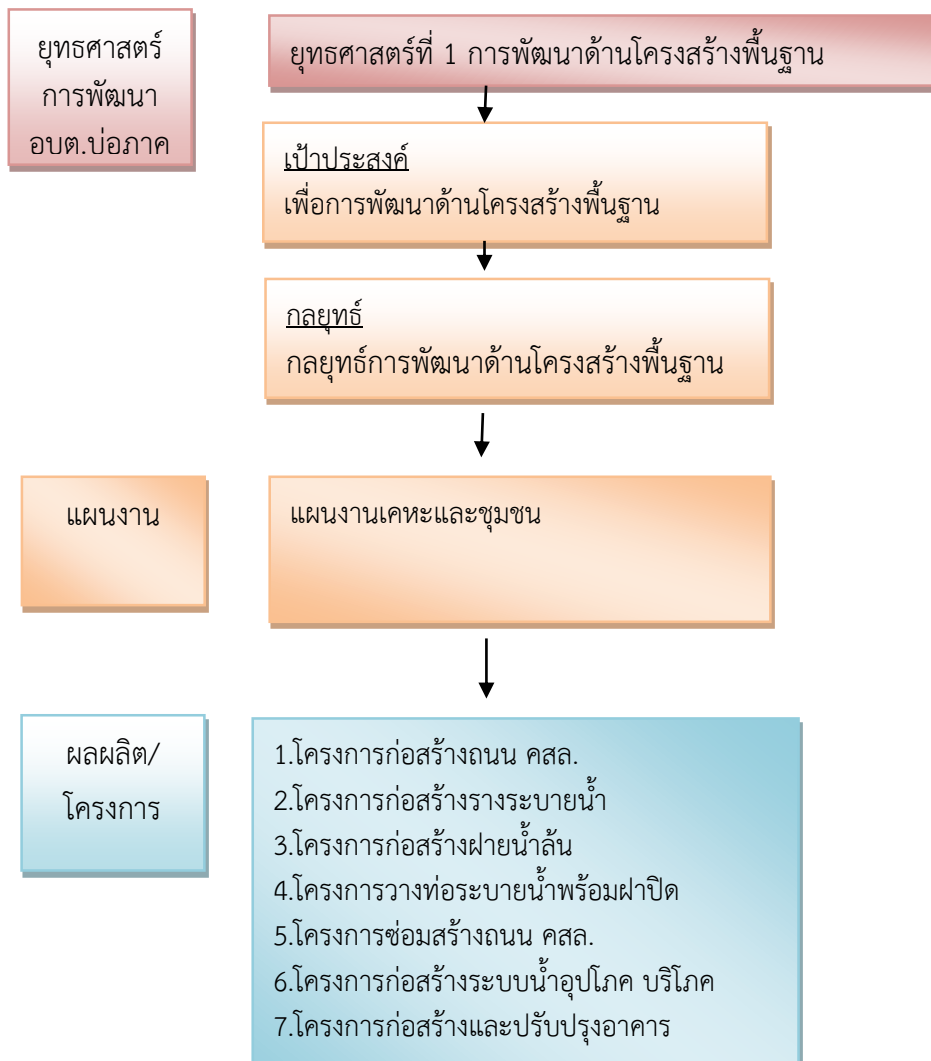 ยุทธศาสตร์
การพัฒนา
อบต.บ่อภาค
ยุทธศาสตร์ที่ 1 การพัฒนาด้านโครงสร้างพื้นฐาน
เป้าประสงค์
เพื่อการพัฒนาด้านโครงสร้างพื้นฐาน
กลยุทธ์
กลยุทธ์การพัฒนาด้านโครงสร้างพื้นฐาน
แผนงาน
แผนงานเคหะและชุมชน
ผลผลิต/
โครงการ
1.โครงการก่อสร้างถนน คสล.
2.โครงการก่อสร้างรางระบายน้ำ
3.โครงการก่อสร้างฝายน้ำล้น
4.โครงการวางท่อระบายน้ำพร้อมฝาปิด
5.โครงการซ่อมสร้างถนน คสล.
6.โครงการก่อสร้างระบบน้ำอุปโภค บริโภค
7.โครงการก่อสร้างและปรับปรุงอาคาร